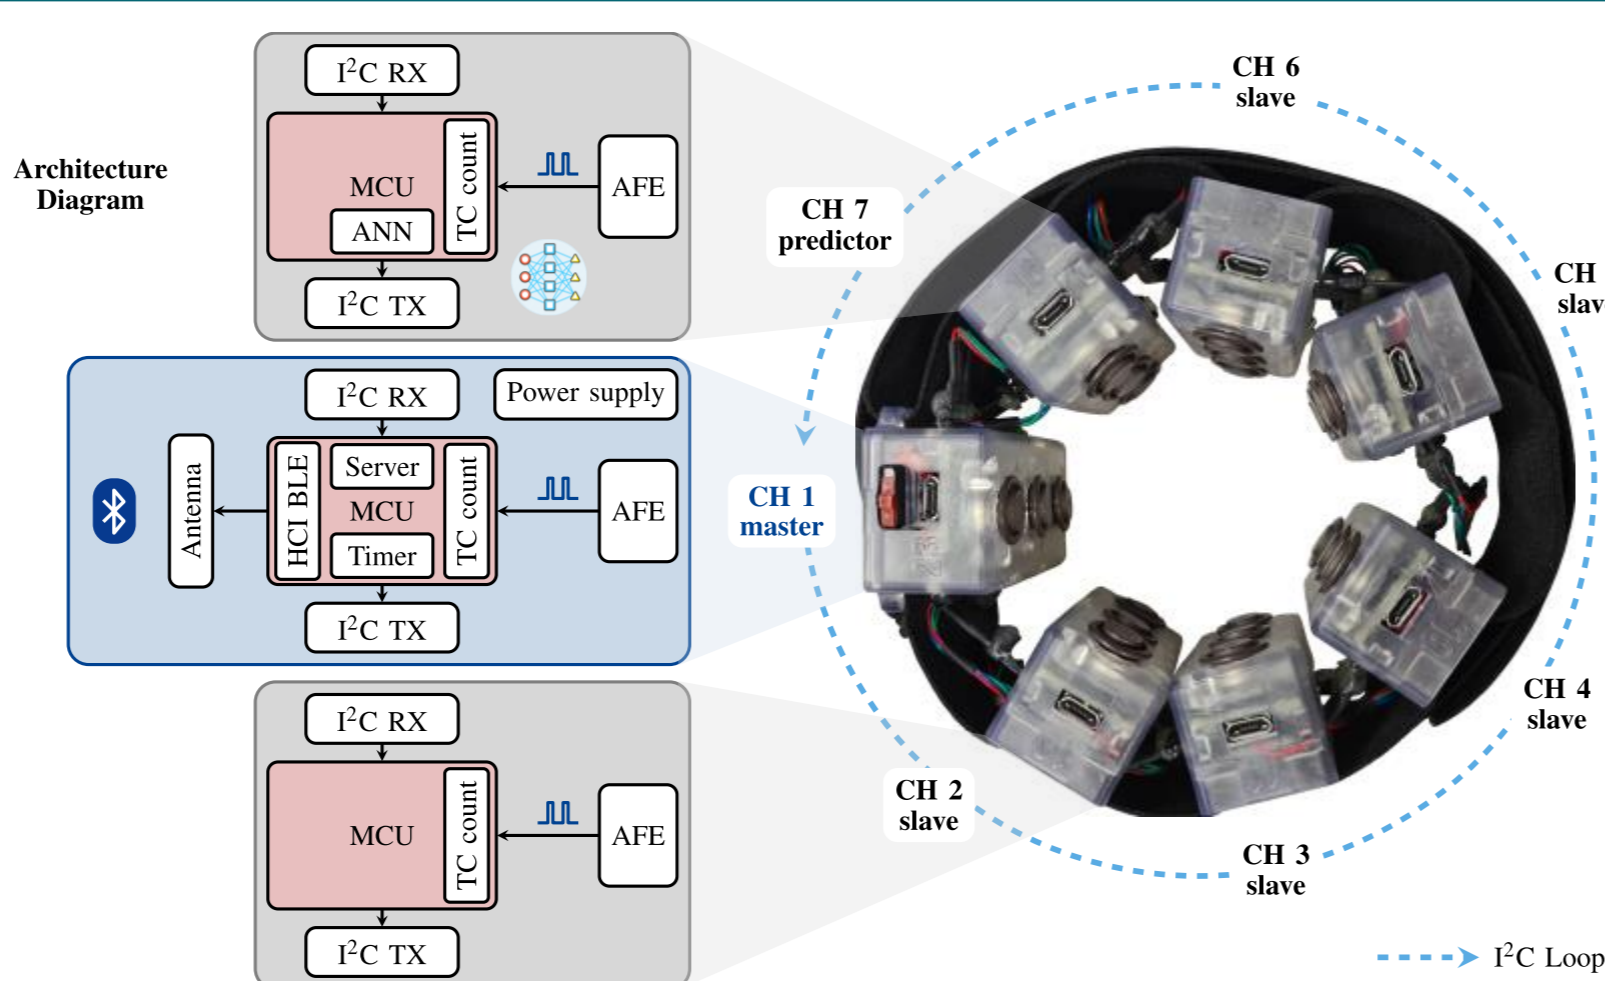 Architecture
Diagram
I²C RX
MCU
ANN
TC count
AFE
I²C TX
I²C RX
Power supply
Antenna
HCI BLE
Server
MCU
Timer
TC count
AFE
I²C TX
I²C RX
MCU
TC count
AFE
I²C TX
CH 6
slave
CH 7
predictor
CH
slav
CH 1
master
CH 4
slave
CH 2
slave
CH 3
slave
I²C Loop